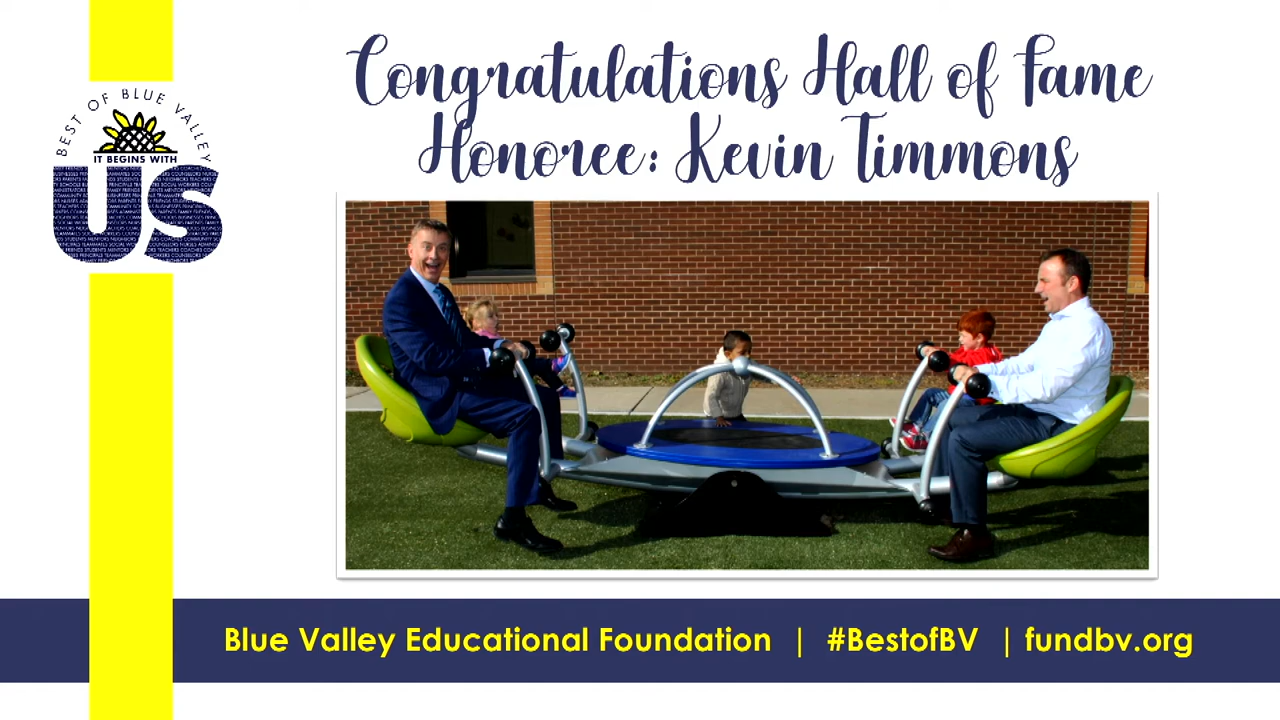 Congratulations Hall of Fame
Honoree: Kevin Timmons
BEST OF BLUE VALLEY
IT BEGINS WITH
US
Blue Valley Educational Foundation | #BestofBV | fundbv.org